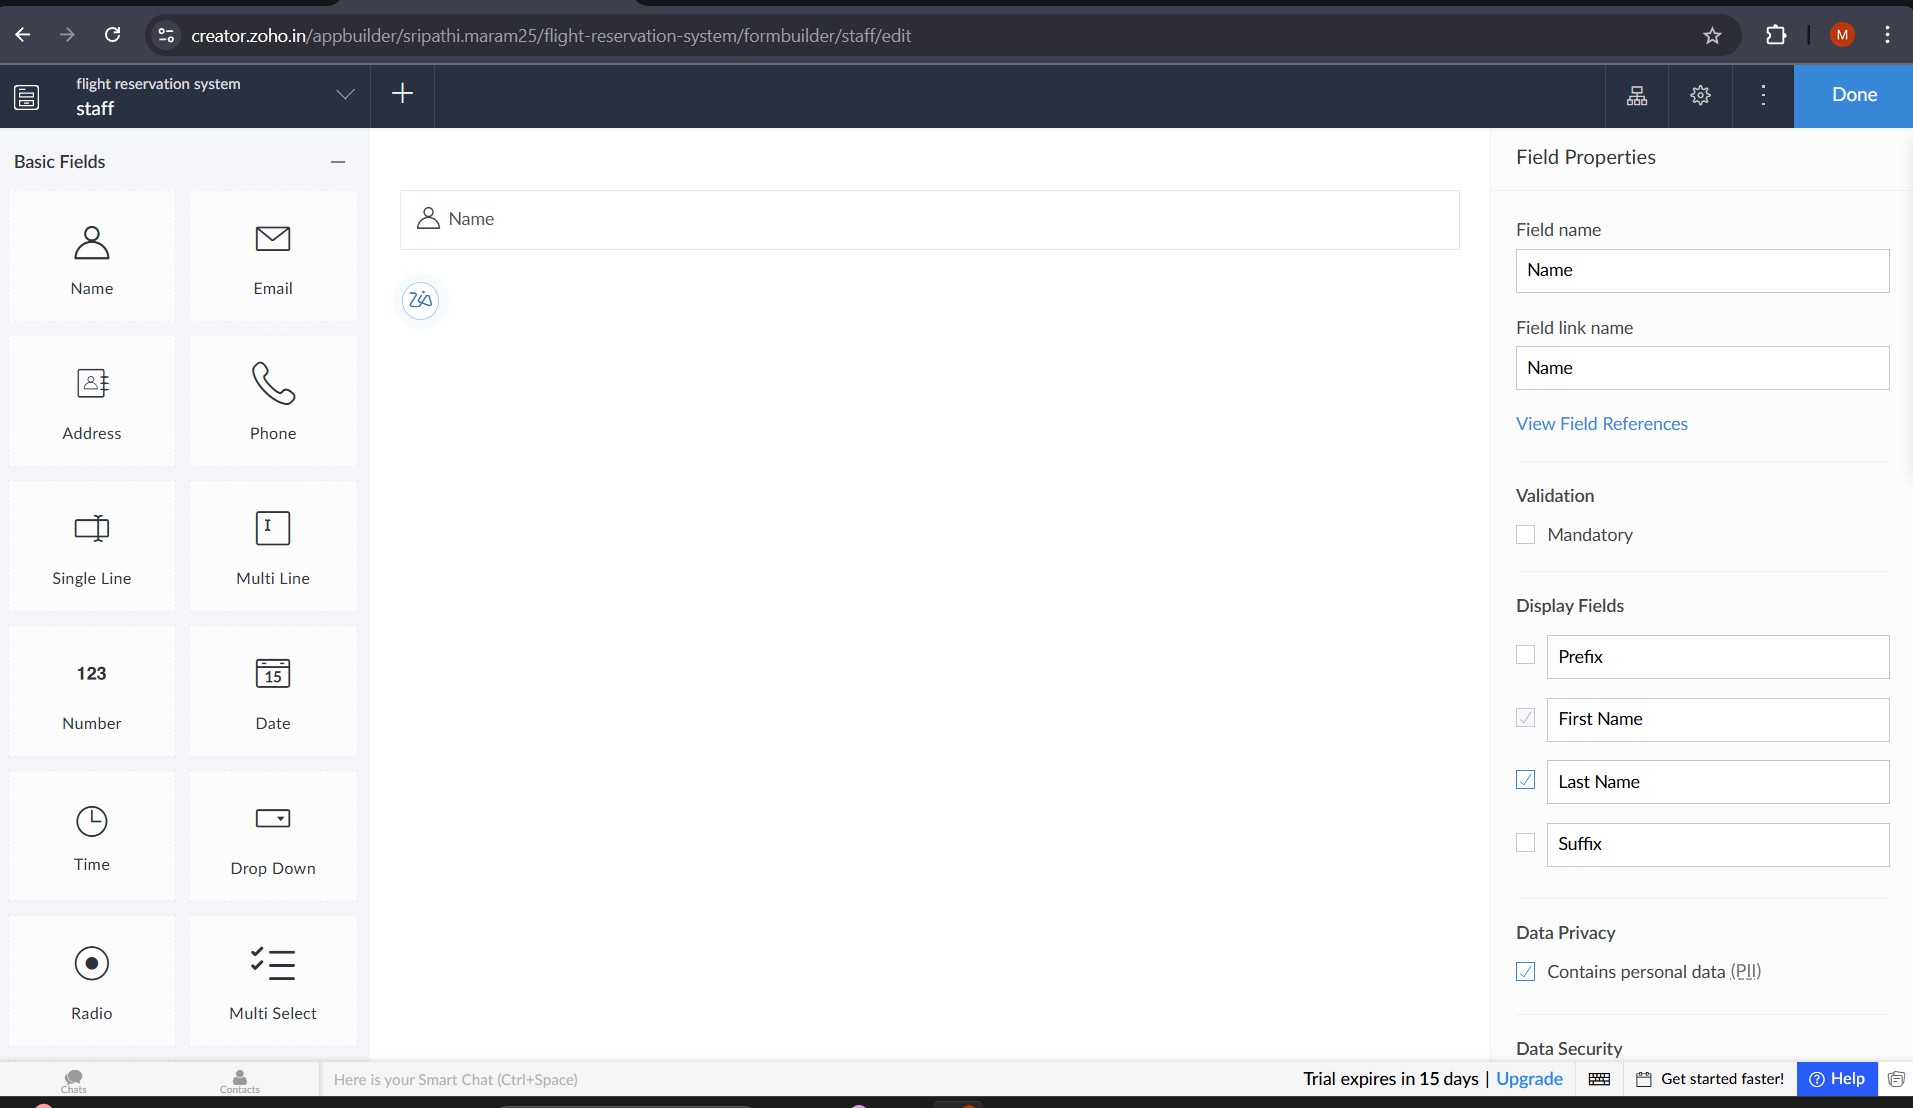 creator.zoho.in/appbuilder/sripathi.maram25/flight-reservation-system/formbuilder/staff/edit
M
flight reservation system
staff
Done
Basic Fields
Name
Email
Address
Phone
Single Line
Multi Line
123
Number
15
Date
Time
Drop Down
Radio
Multi Select
Name
Zia
Field Properties
Field name
Name
Field link name
Name
View Field References
Validation
Mandatory
Display Fields
Prefix
First Name
Last Name
Suffix
Data Privacy
Contains personal data (PII)
Data Security
Chats
Contacts
Here is your Smart Chat (Ctrl+Space)
Trial expires in 15 days | Upgrade
Get started faster!
Help